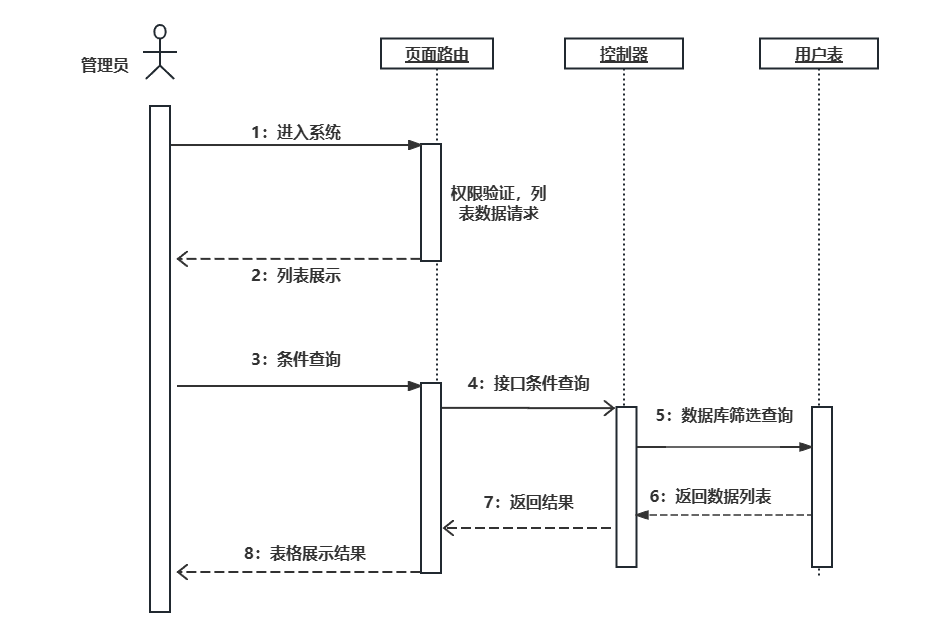 管理员
页面路由
控制器
用户表
1：进入系统
权限验证，列
表数据请求
2：列表展示
3：条件查询
4：接口条件查询
5：数据库筛选查询
6：返回数据列表
7：返回结果
8：表格展示结果